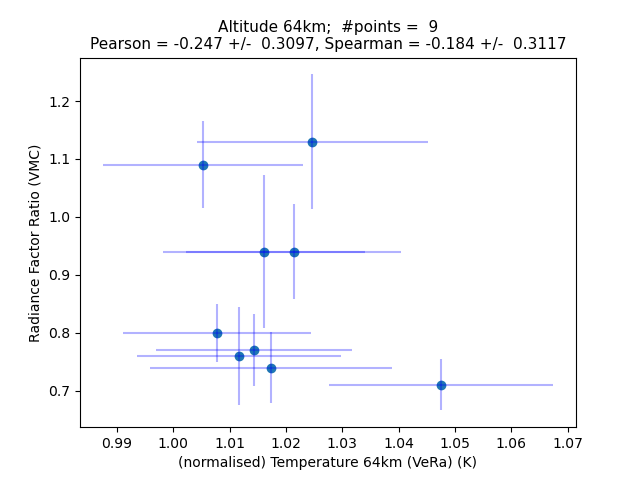 Altitude 64km;  #points =  9
Pearson = -0.247 +/-  0.3097, Spearman = -0.184 +/-  0.3117
Radiance Factor Ratio (VMC)
1.2
1.1
1.0
0.9
0.8
0.7
0.99 1.00 1.01 1.02 1.03 1.04 1.05 1.06 1.07
(normalised) Temperature 64km (VeRa) (K)